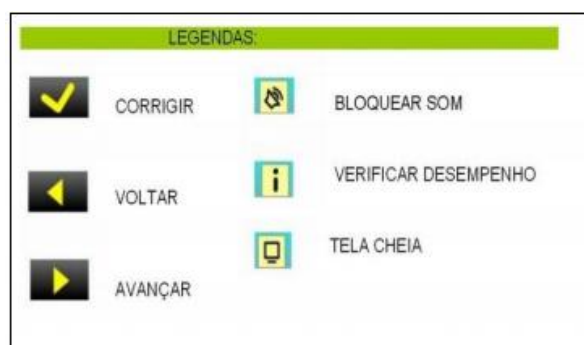 LEGENDAS:
CORRIGIR
BLOQUEAR SOM
VOLTAR
VERIFICAR DESEMPENHO
AVANÇAR
TELA CHEIA